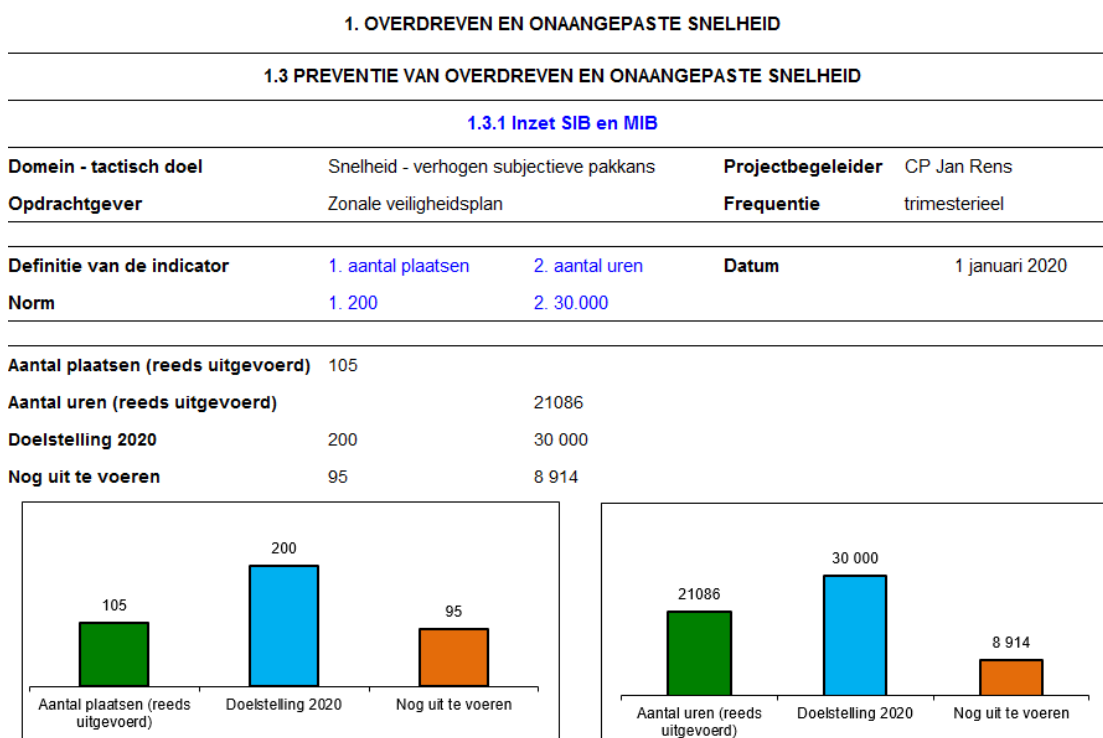 1. OVERDREVEN EN ONAANGEPASTE SNELHEID
1.3 PREVENTIE VAN OVERDREVEN EN ONAANGEPASTE SNELHEID
1.3.1 Inzet SIB en MIB
Domein - tactisch doel Snelheid - verhogen subjectieve pakkans Projectbegeleider CP Jan Rens
Opdrachtgever Zonale veiligheidsplan Frequentie trimesterieel
Definitie van de indicator 1. aantal plaatsen 2. aantal uren Datum 1 januari 2020
Norm 1. 200 2. 30.000
Aantal plaatsen (reeds uitgevoerd) 105
Aantal uren (reeds uitgevoerd) 21086
Doelstelling 2020 200 30 000
Nog uit te voeren 95 8 914
105
200
95
Aantal plaatsen (reeds
uitgevoerd)
Doelstelling 2020
Nog uit te voeren
21086
30 000
8 914
Aantal uren (reeds
uitgevoerd)
Doelstelling 2020
Nog uit te voeren